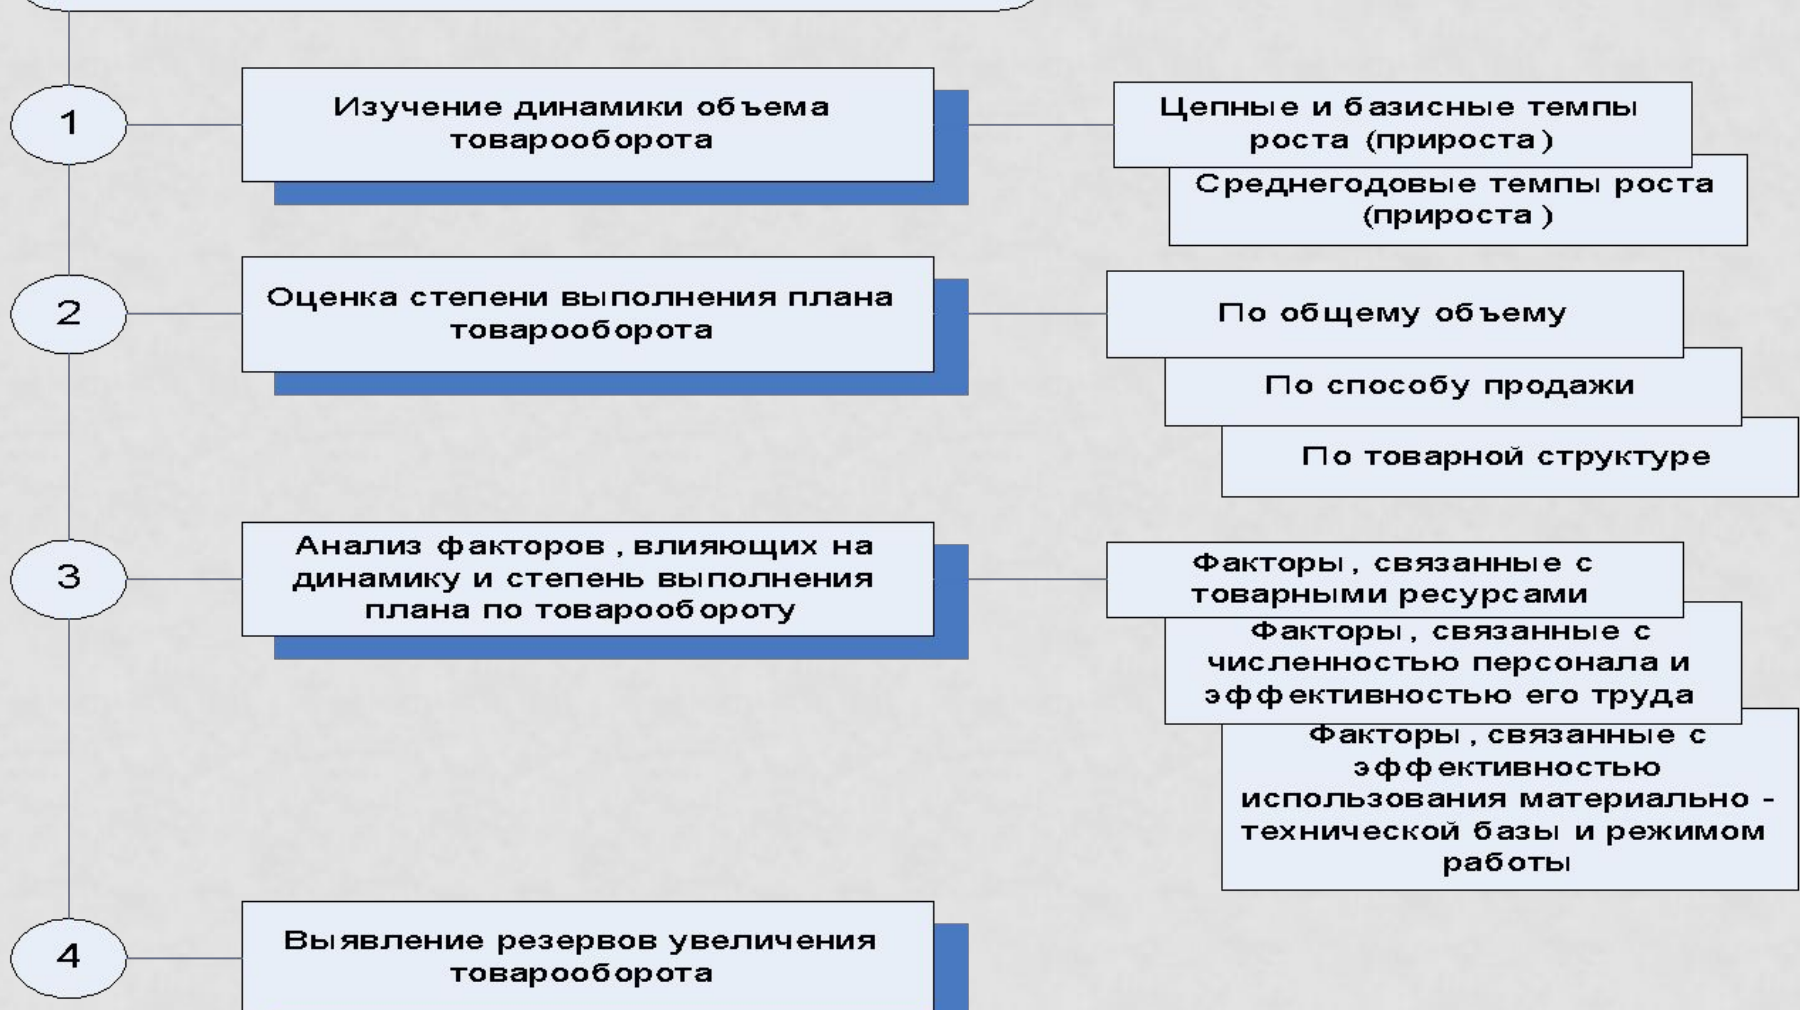 1
Изучение динамики объема
товарооборота
Цепные и базисные темпы
роста (прироста)
Среднегодовые темпы роста
(прироста)
2
Оценка степени выполнения плана
товарооборота
По общему объему
По способу продажи
По товарной структуре
3
Анализ факторов, влияющих на
динамику и степень выполнения
плана по товарообороту
Факторы, связанные с
товарными ресурсами
Факторы, связанные с
численностью персонала и
эффективностью его труда
Факторы, связанные с
эффективностью
использования материально -
технической базы и режимом
работы
4
Выявление резервов увеличения
товарооборота